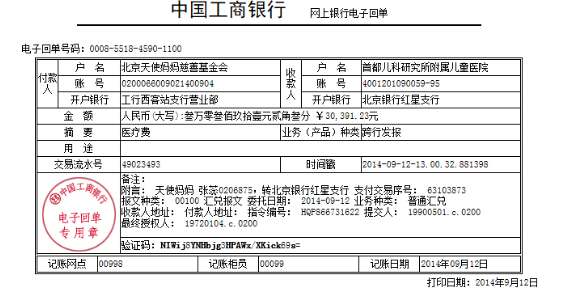 中国工商银行 网上银行电子回单
电子回单号码：0008-5518-4590-1100
付款人 户 名 北京天使妈妈慈善基金会 收款人 户 名 首都儿科研究所附属儿童医院
账 号 0200066009021400904 账 号 4001201090059-95
开户银行 工行西客站支行营业部 开户银行 北京银行红星支行
金 额 人民币(大写):叁万零叁佰玖拾壹元贰角叁分 ￥30,391.23元
摘 要 医疗费 业务（产品）种类 跨行发报
用 途
交易流水号 49023493 时间戳 2014-09-12-13.00.32.881398
备注：
附言： 天使妈妈 张蕊0206875，转北京银行红星支行 支付交易序号： 63103873
报文种类： 00100 汇兑报文 委托日期： 2014-09-12 业务种类： 普通汇兑
收款人地址： 付款人地址： 指令编号： HQP866731622 提交人： 19900501.c.0200
最终授权人： 19720104.c.0200
中国工商银行
电子回单
专用章
验证码：NIWij8YNHbjg3HPAWx/XKick69s=
记账网点 00998 记账柜员 00099 记账日期 2014年09月12日
打印日期：2014年9月12日